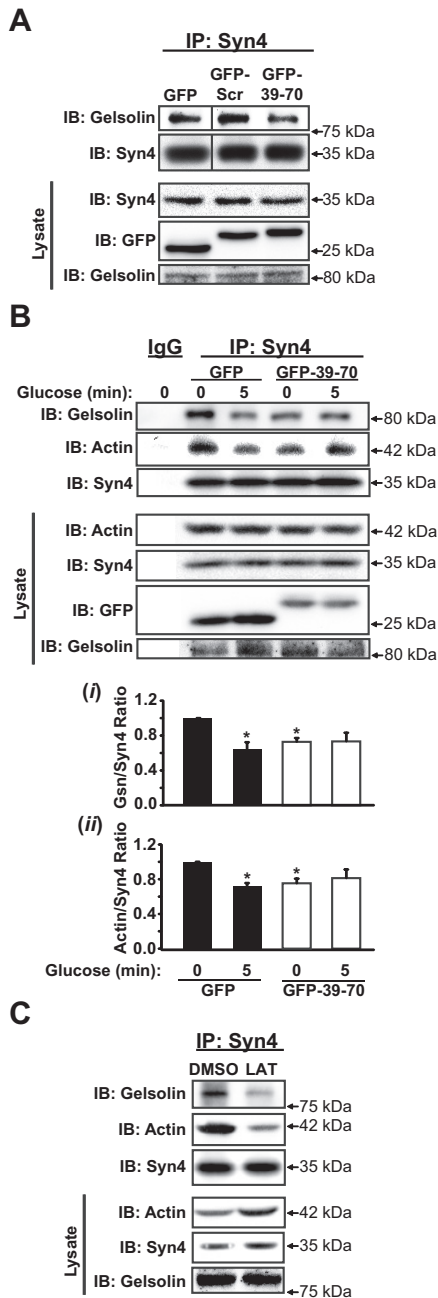 A
IP: Syn4
GFP GFP-Scr GFP-39-70
IB: Gelsolin
75 kDa
IB: Syn4 35 kDa
Lysate
IB: Syn4 35 kDa
IB: GFP 25 kDa
IB: Gelsolin 80 kDa
B
IgG IP: Syn4
GFP GFP-39-70
Glucose (min): 0 0 5 0 5
IB: Gelsolin 80 kDa
IB: Actin 42 kDa
IB: Syn4 35 kDa
Lysate
IB: Actin 42 kDa
IB: Syn4 35 kDa
IB: GFP 25 kDa
IB: Gelsolin 80 kDa
(i)
Gsn/Syn4 Ratio
1.2
0.8
0.4
0.0
* *
(ii)
Actin/Syn4 Ratio
1.2
0.8
0.4
0.0
* *
Glucose (min): 0 5 0 5
GFP GFP-39-70
C
IP: Syn4
DMSO LAT
IB: Gelsolin
75 kDa
IB: Actin 42 kDa
IB: Syn4 35 kDa
Lysate
IB: Actin 42 kDa
IB: Syn4 35 kDa
IB: Gelsolin
75 kDa